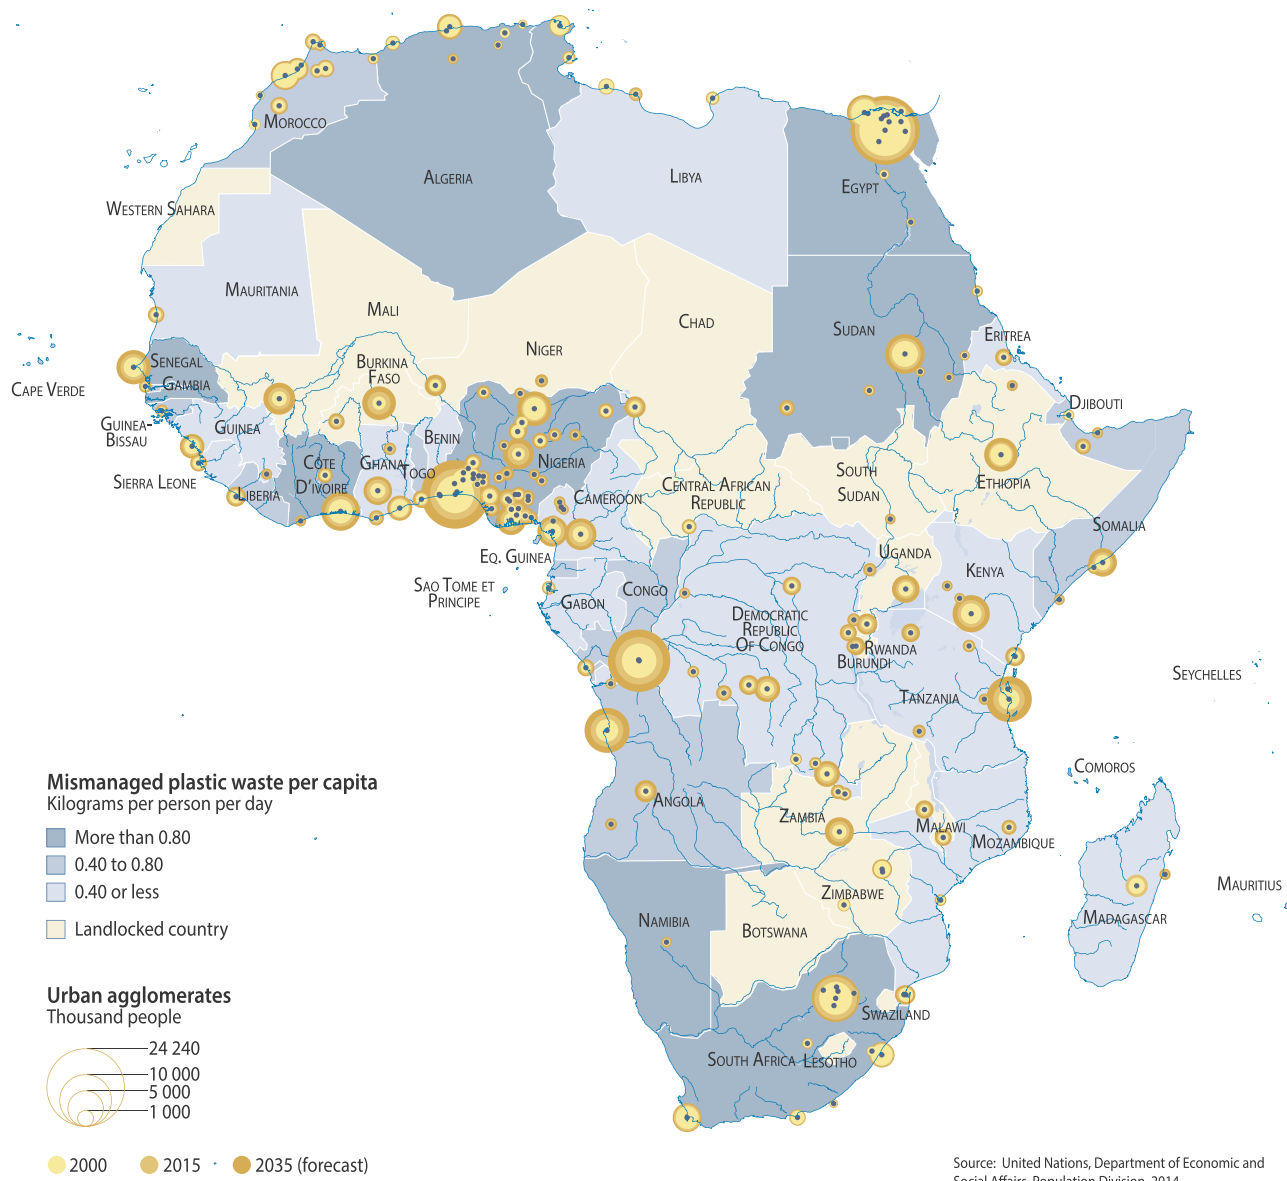 MOROCCO
ALGERIA
LIBYA
EGYPT
WESTERN SAHARA
MAURITANIA
MALI
NIGER
CHAD
SUDAN
ERITREA
SENEGAL
GAMBIA
BURKINA
FASO
CAPE VERDE
DJIBOUTI
GUINEA-
BISSAU
GUINEA
BENIN
CÔTE
D'IVOIRE
GHANA
TOGO
NIGERIA
SIERRA LEONE
LIBERIA
CAMEROON
CENTRAL AFRICAN
REPUBLIC
SOUTH
SUDAN
ETHIOPIA
SOMALIA
EQ. GUINEA
UGANDA
KENYA
SAO TOME ET
PRINCIPE
GABON
CONGO
DEMOCRATIC
REPUBLIC
OF CONGO
RWANDA
BURUNDI
SEYCHELLES
TANZANIA
COMOROS
ANGOLA
ZAMBIA
MALAWI
MOZAMBIQUE
MAURITIUS
ZIMBABWE
NAMIBIA
BOTSWANA
MADAGASCAR
SWAZILAND
SOUTH AFRICA
LESOTHO
Mismanaged plastic waste per capita
Kilograms per person per day
More than 0.80
0.40 to 0.80
0.40 or less
Landlocked country
Urban agglomerates
Thousand people
24 240
10 000
5 000
1 000
2000 2015 2035 (forecast)
Source: United Nations, Department of Economic and
Social Affairs, Population Division, 2014